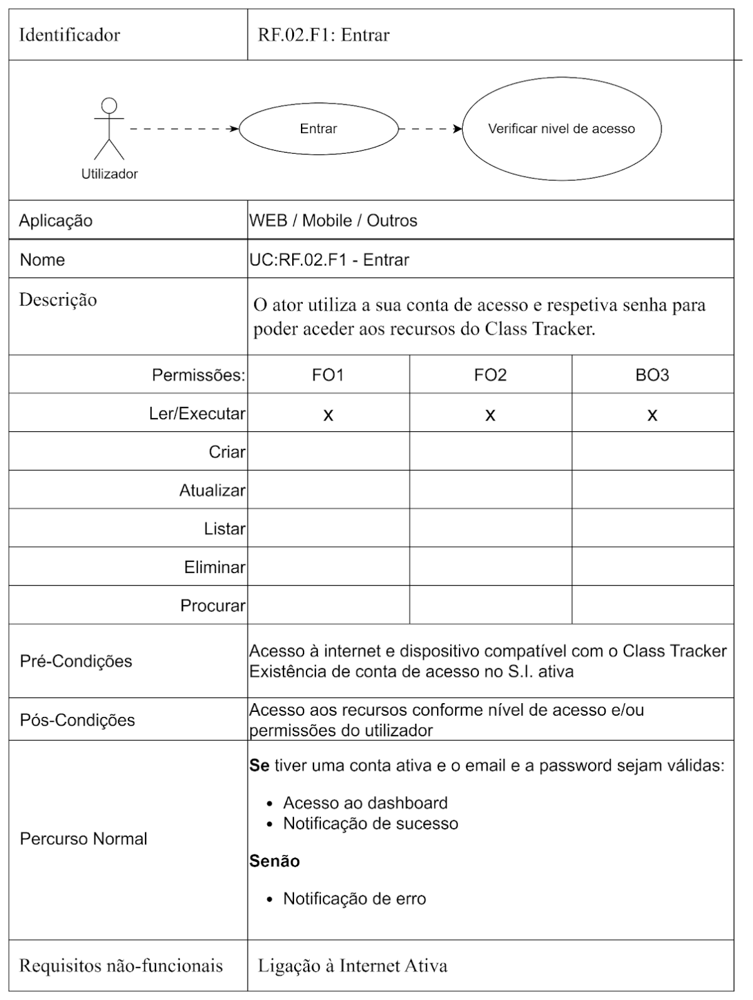 Identificador
RF.02.F1: Entrar
Utilizador
Entrar
Verificar nivel de acesso
Aplicação
WEB / Mobile / Outros
Nome
UC:RF.02.F1 - Entrar
Descrição
O ator utiliza a sua conta de acesso e respetiva senha para
poder aceder aos recursos do Class Tracker.
Permissões: FO1 FO2 BO3
Ler/Executar x x x
Criar
Atualizar
Listar
Eliminar
Procurar
Pré-Condições
Acesso à internet e dispositivo compatível com o Class Tracker
Existência de conta de acesso no S.I. ativa
Pós-Condições
Acesso aos recursos conforme nível de acesso e/ou
permissões do utilizador
Percurso Normal
Se tiver uma conta ativa e o email e a password sejam válidas:
• Acesso ao dashboard
• Notificação de sucesso
Senão
• Notificação de erro
Requisitos não-funcionais
Ligação à Internet Ativa